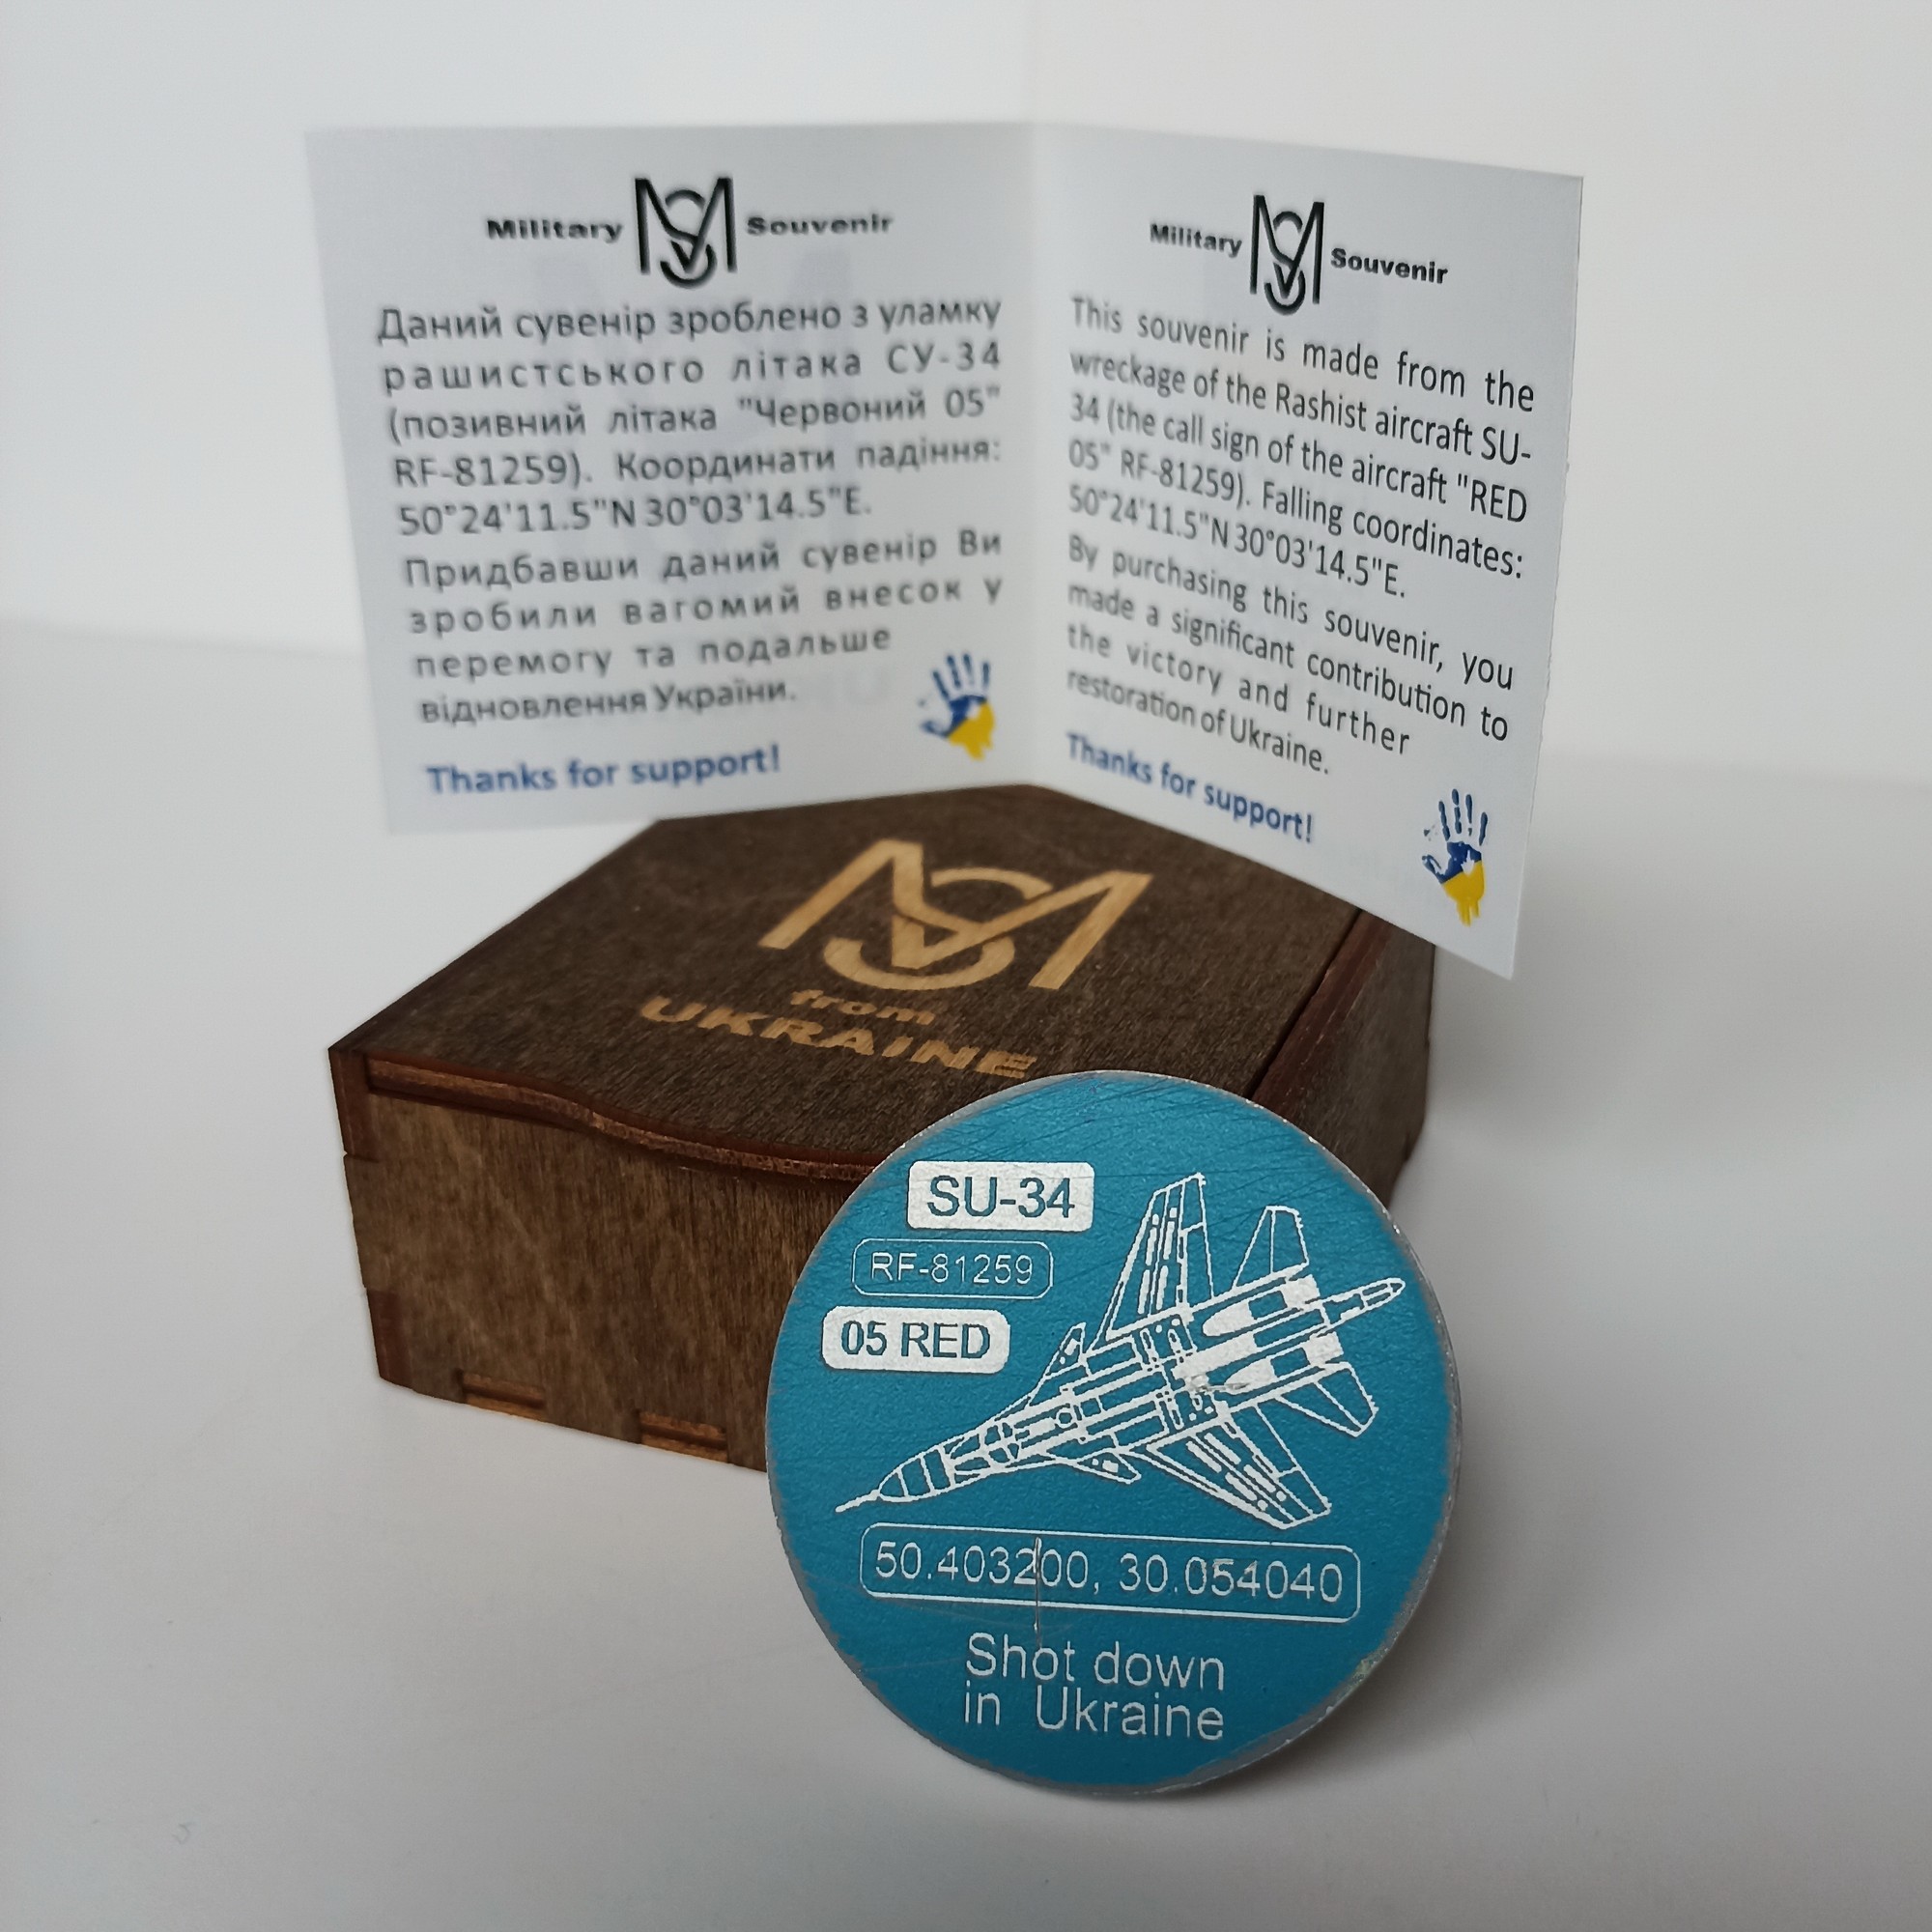 Military MS Souvenir
Даний сувенір зроблено з уламку
рашистського літака СУ-34
(позивний літака "Червоний 05"
RF-81259). Координати падіння:
50°24'11.5"N 30°03'14.5"E.
Придбавши даний сувенір Ви
зробили вагомий внесок у
перемогу та подальше
відновлення України.
Thanks for support!
Military MS Souvenir
This souvenir is made from the
wreckage of the Rashist aircraft SU-
34 (the call sign of the aircraft "RED
05" RF-81259). Falling coordinates:
50°24'11.5"N 30°03'14.5"E.
By purchasing this souvenir, you
made a significant contribution to
the victory and further
restoration of Ukraine.
Thanks for support!
MS
from
UKRAINE
SU-34
RF-81259
05 RED
50.403200, 30.054040
Shot down
in Ukraine